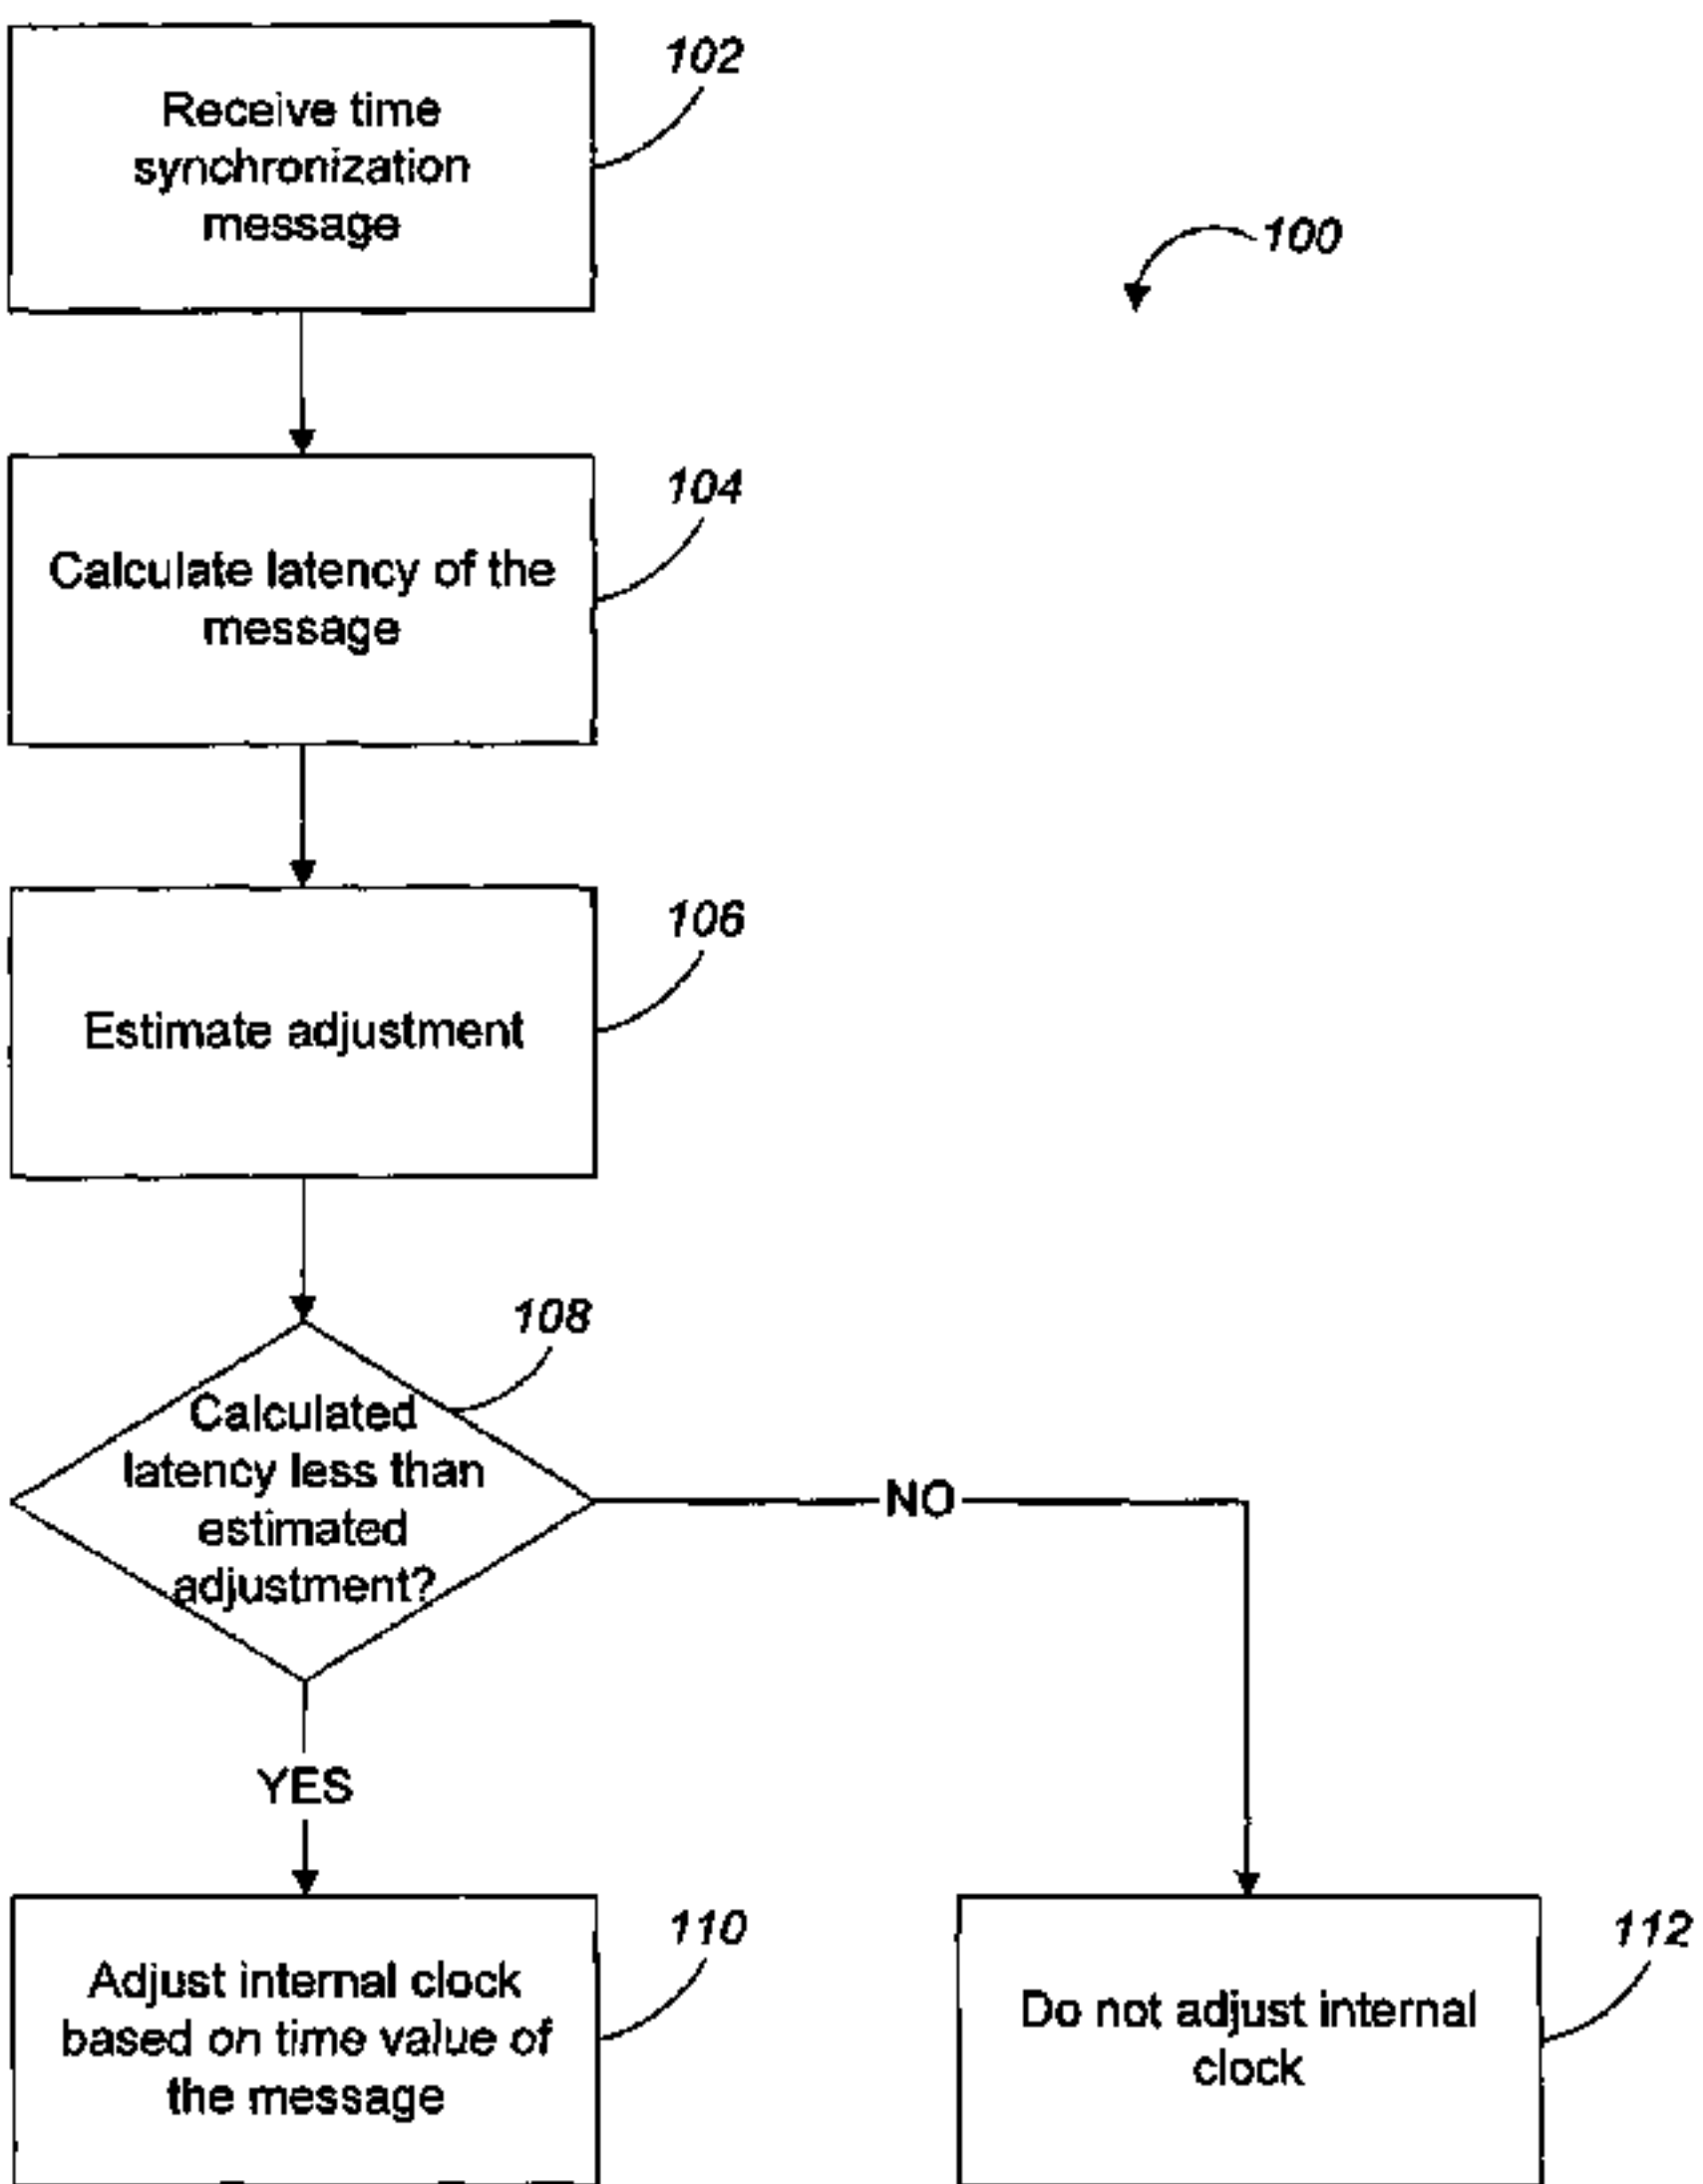 Receive time
synchronization
message
102
100
Calculate latency of the
message
104
Estimate adjustment
106
108
Calculated
latency less than
estimated
adjustment?
NO
YES
Adjust internal clock
based on time value of
the message
110
Do not adjust internal
clock
112